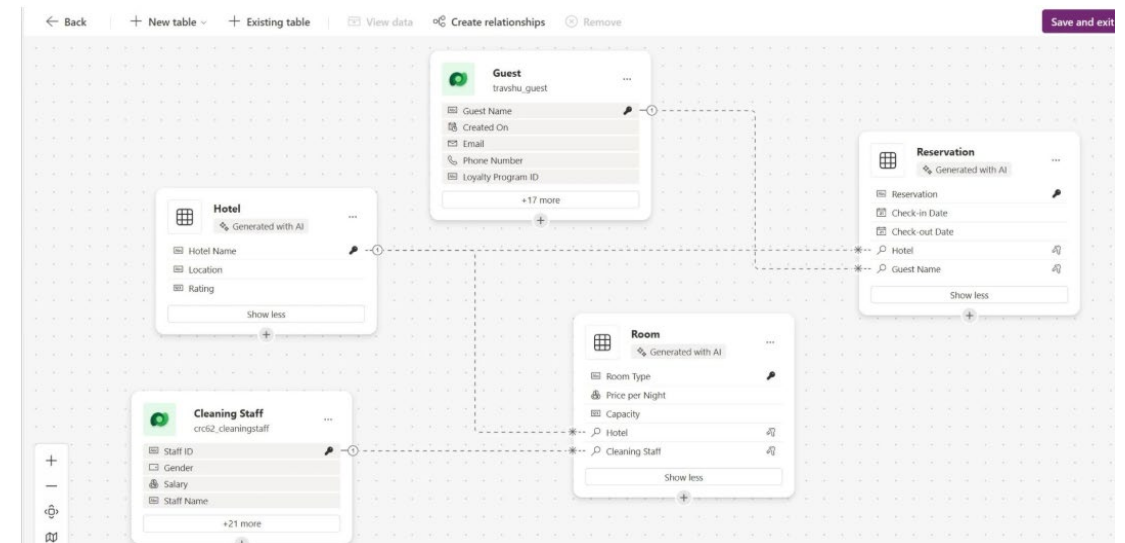 Back
New table
Existing table
View data
Create relationships
Remove
Save and exit
Guest
travshu_guest
Guest Name
1
Created On
Email
Phone Number
Loyalty Program ID
+17 more
Reservation
Generated with AI
Reservation
Check-in Date
Check-out Date
Hotel
Guest Name
Show less
Hotel
Generated with AI
Hotel Name
1
Location
Rating
Show less
Room
Generated with AI
Room Type
Price per Night
Capacity
Hotel
Cleaning Staff
Show less
Cleaning Staff
crc62_cleaningstaff
Staff ID
1
Gender
Salary
Staff Name
+21 more